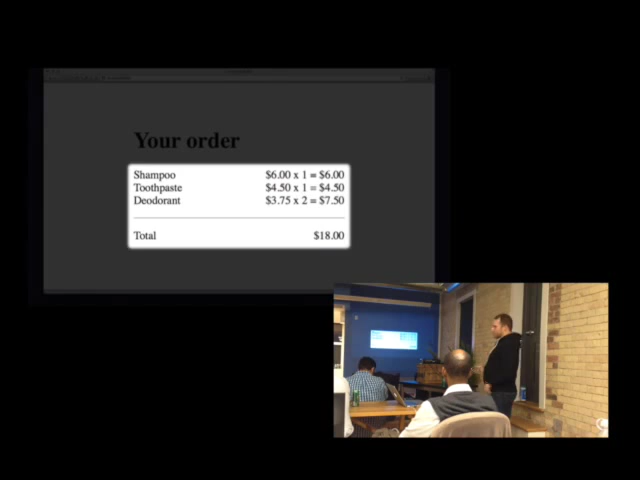 Your order
Shampoo $6.00 x 1 = $6.00
Toothpaste $4.50 x 1 = $4.50
Deodorant $3.75 x 2 = $7.50
Total $18.00